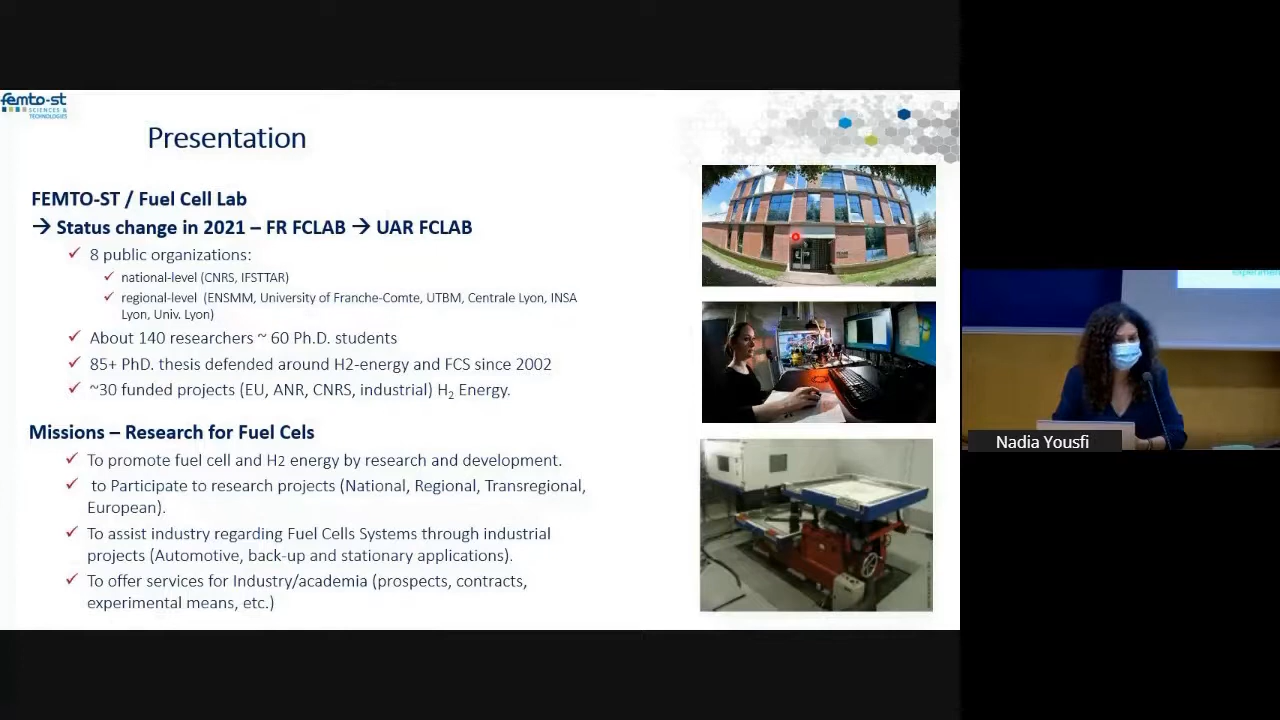 femto-st
SCIENCES &
TECHNOLOGIES
Presentation
FEMTO-ST / Fuel Cell Lab
→ Status change in 2021 – FR FCLAB → UAR FCLAB
✓ 8 public organizations:
✓ national-level (CNRS, IFSTTAR)
✓ regional-level (ENSMM, University of Franche-Comte, UTBM, Centrale Lyon, INSA
Lyon, Univ. Lyon)
✓ About 140 researchers ~ 60 Ph.D. students
✓ 85+ PhD. thesis defended around H2-energy and FCS since 2002
✓ ~30 funded projects (EU, ANR, CNRS, industrial) H₂ Energy.
Missions – Research for Fuel Cels
✓ To promote fuel cell and H2 energy by research and development.
✓ to Participate to research projects (National, Regional, Transregional,
European).
✓ To assist industry regarding Fuel Cells Systems through industrial
projects (Automotive, back-up and stationary applications).
✓ To offer services for Industry/academia (prospects, contracts,
experimental means, etc.)
Nadia Yousfi